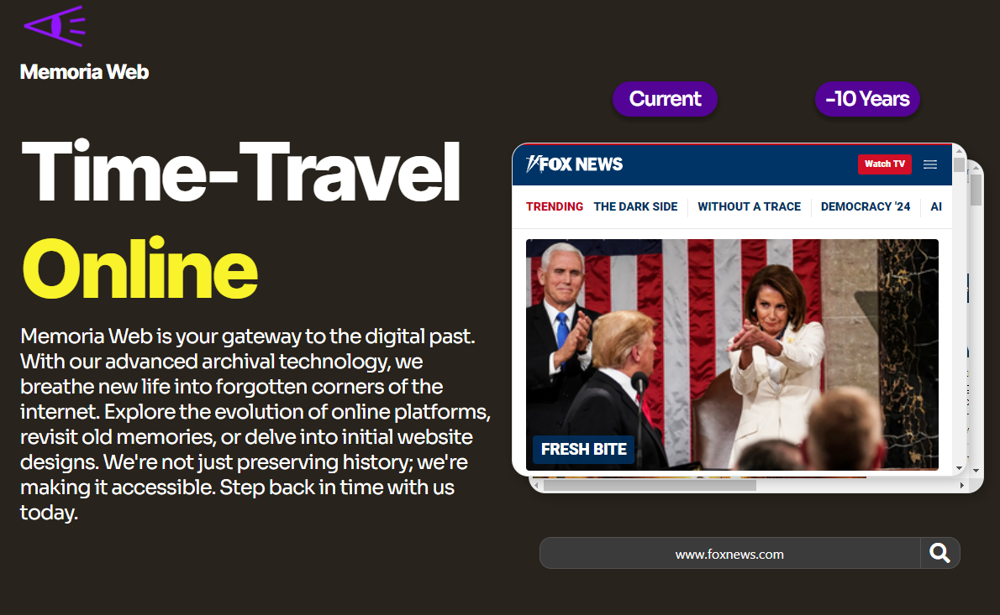 Memoria Web
Time-Travel
Online
Memoria Web is your gateway to the digital past.
With our advanced archival technology, we
breathe new life into forgotten corners of the
internet. Explore the evolution of online platforms,
revisit old memories, or delve into initial website
designs. We're not just preserving history; we're
making it accessible. Step back in time with us
today.
Current
-10 Years
FOX NEWS
Watch TV
TRENDING THE DARK SIDE WITHOUT A TRACE DEMOCRACY '24 AI
FRESH BITE
www.foxnews.com